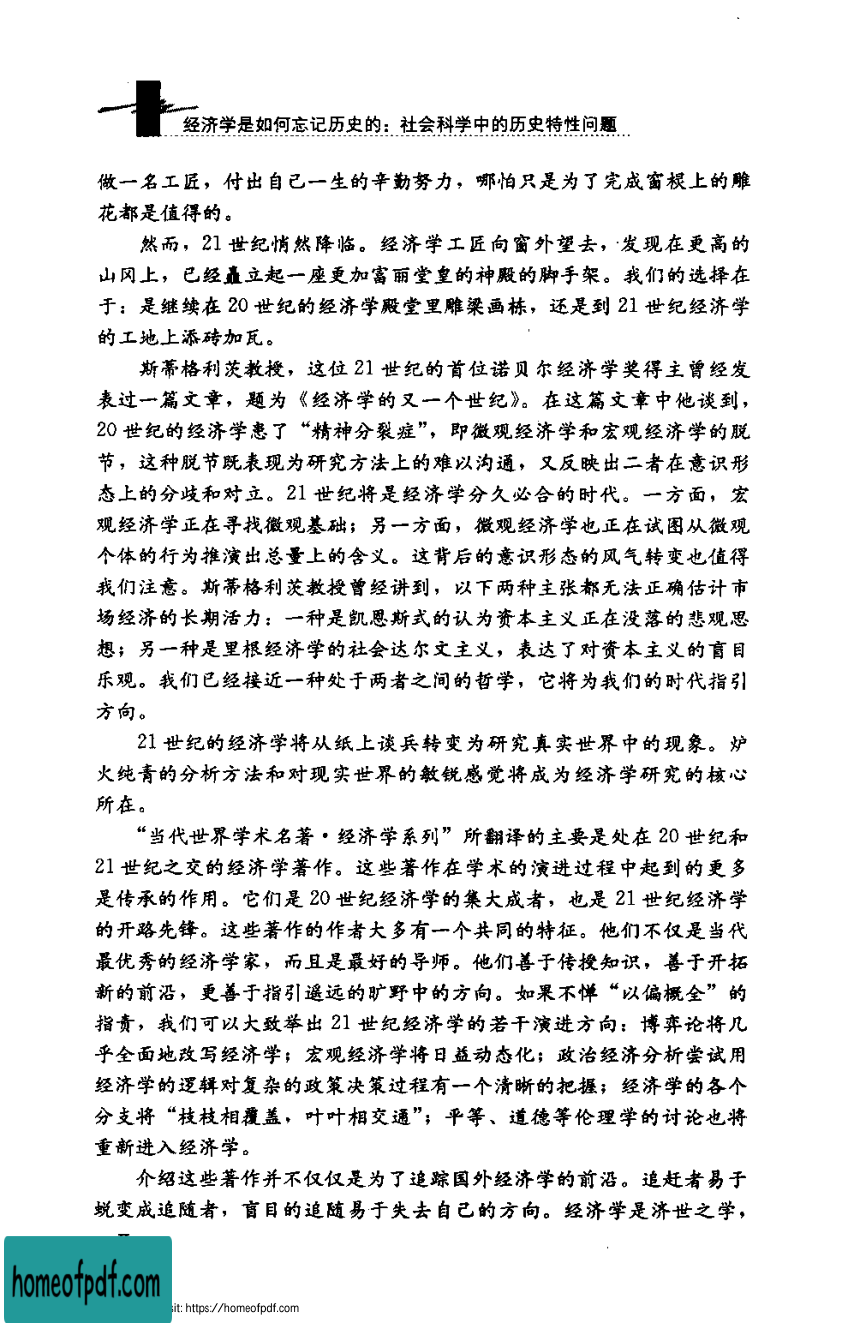 经济学是如何忘记历史的：社会科学中的历史特性问题
做一名工匠，付出自己一生的辛勤努力，哪怕只是为了完成窗棂上的雕
花都是值得的。
然而，21 世纪悄然降临。经济学工匠向窗外望去，发现在更高的
山冈上，已经矗立起一座更加富丽堂皇的神殿的脚手架。我们的选择在
于：是继续在 20 世纪的经济学殿堂里雕梁画栋，还是到 21 世纪经济学
的工地上添砖加瓦。
斯蒂格利茨教授，这位 21 世纪的首位诺贝尔经济学奖得主曾经发
表过一篇文章，题为《经济学的又一个世纪》。在这篇文章中他谈到，
20 世纪的经济学患了“精神分裂症”，即微观经济学和宏观经济学的脱
节，这种脱节既表现为研究方法上的难以沟通，又反映出二者在意识形
态上的分歧和对立。21 世纪将是经济学分久必合的时代。一方面，宏
观经济学正在寻找微观基础；另一方面，微观经济学也正在试图从微观
个体的行为推演出总量上的含义。这背后的意识形态的风气转变也值得
我们注意。斯蒂格利茨教授曾经讲到，以下两种主张都无法正确估计市
场经济的长期活力：一种是凯恩斯式的认为资本主义正在没落的悲观思
想；另一种是里根经济学的社会达尔文主义，表达了对资本主义的盲目
乐观。我们已经接近一种处于两者之间的哲学，它将为我们的时代指引
方向。
21 世纪的经济学将从纸上谈兵转变为研究真实世界中的现象。炉
火纯青的分析方法和对现实世界的敏锐感觉将成为经济学研究的核心
所在。
“当代世界学术名著·经济学系列”所翻译的主要是处在 20 世纪和
21 世纪之交的经济学著作。这些著作在学术的演进过程中起到的更多
是传承的作用。它们是 20 世纪经济学的集大成者，也是 21 世纪经济学
的开路先锋。这些著作的作者大多有一个共同的特征。他们不仅是当代
最优秀的经济学家，而且是最好的导师。他们善于传授知识，善于开拓
新的前沿，更善于指引遥远的旷野中的方向。如果不惮“以偏概全”的
指责，我们可以大致举出 21 世纪经济学的若干演进方向：博弈论将几
乎全面地改写经济学；宏观经济学将日益动态化；政治经济分析尝试用
经济学的逻辑对复杂的政策决策过程有一个清晰的把握；经济学的各个
分支将“枝枝相覆盖，叶叶相交通”；平等、道德等伦理学的讨论也将
重新进入经济学。
介绍这些著作并不仅仅是为了追踪国外经济学的前沿。追赶者易于
蜕变成追随者，盲目的追随易于失去自己的方向。经济学是济世之学，
homeofpdf.com
sit: https://homeofpdf.com